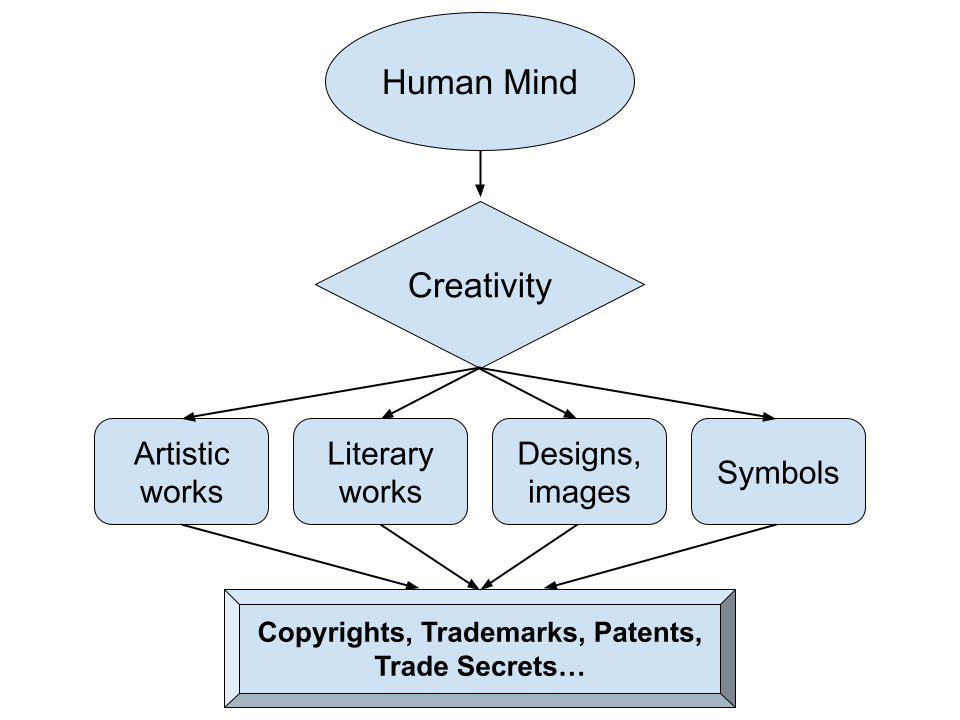 Human Mind
Creativity
Artistic
works
Literary
works
Designs,
images
Symbols
Copyrights, Trademarks, Patents,
Trade Secrets…